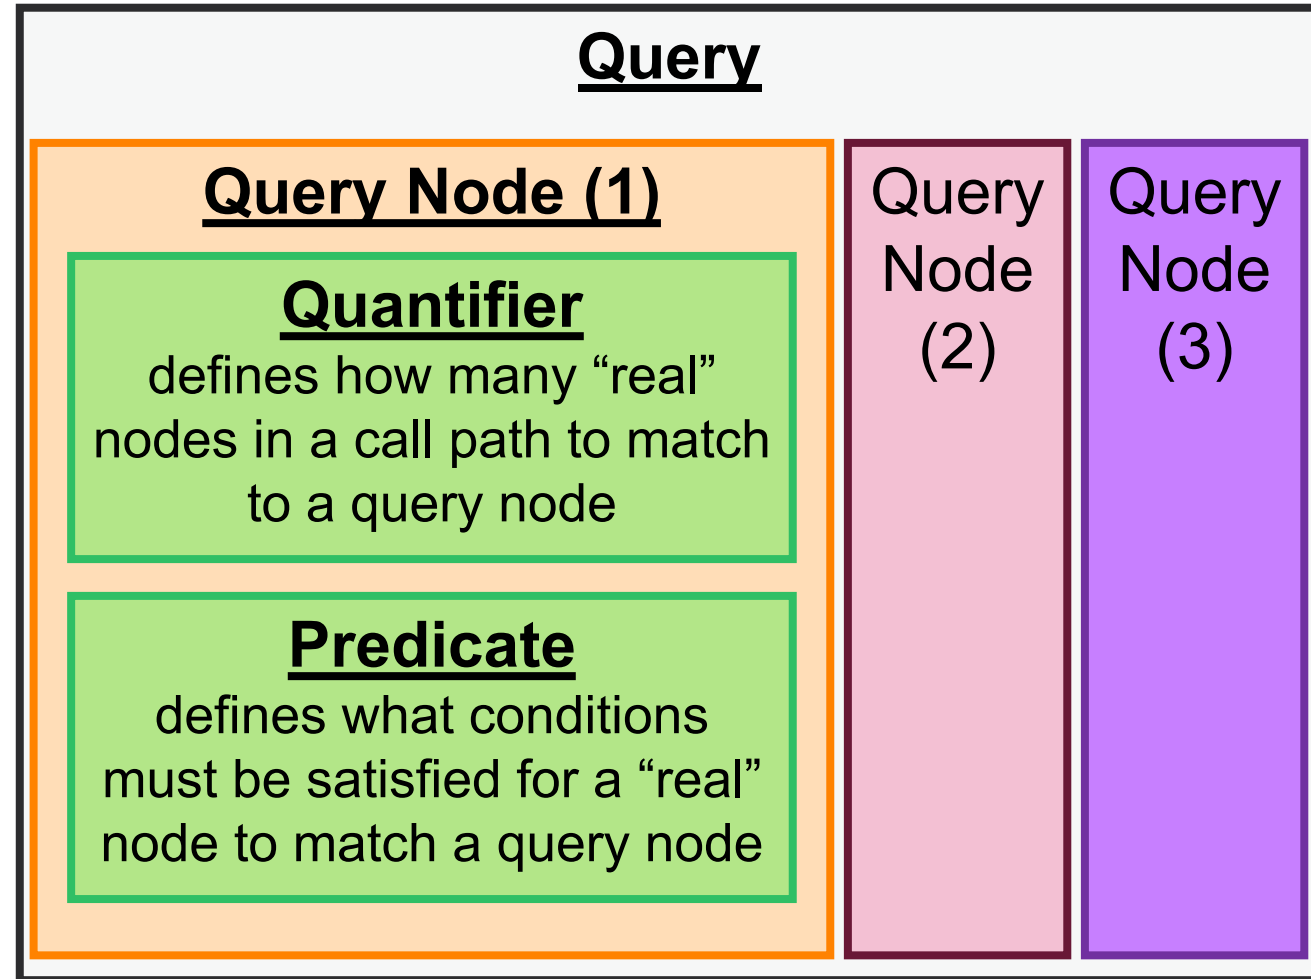 Query
Query Node (1)
Quantifier
defines how many “real”
nodes in a call path to match
to a query node
Predicate
defines what conditions
must be satisfied for a “real”
node to match a query node
Query
Node
(2)
Query
Node
(3)